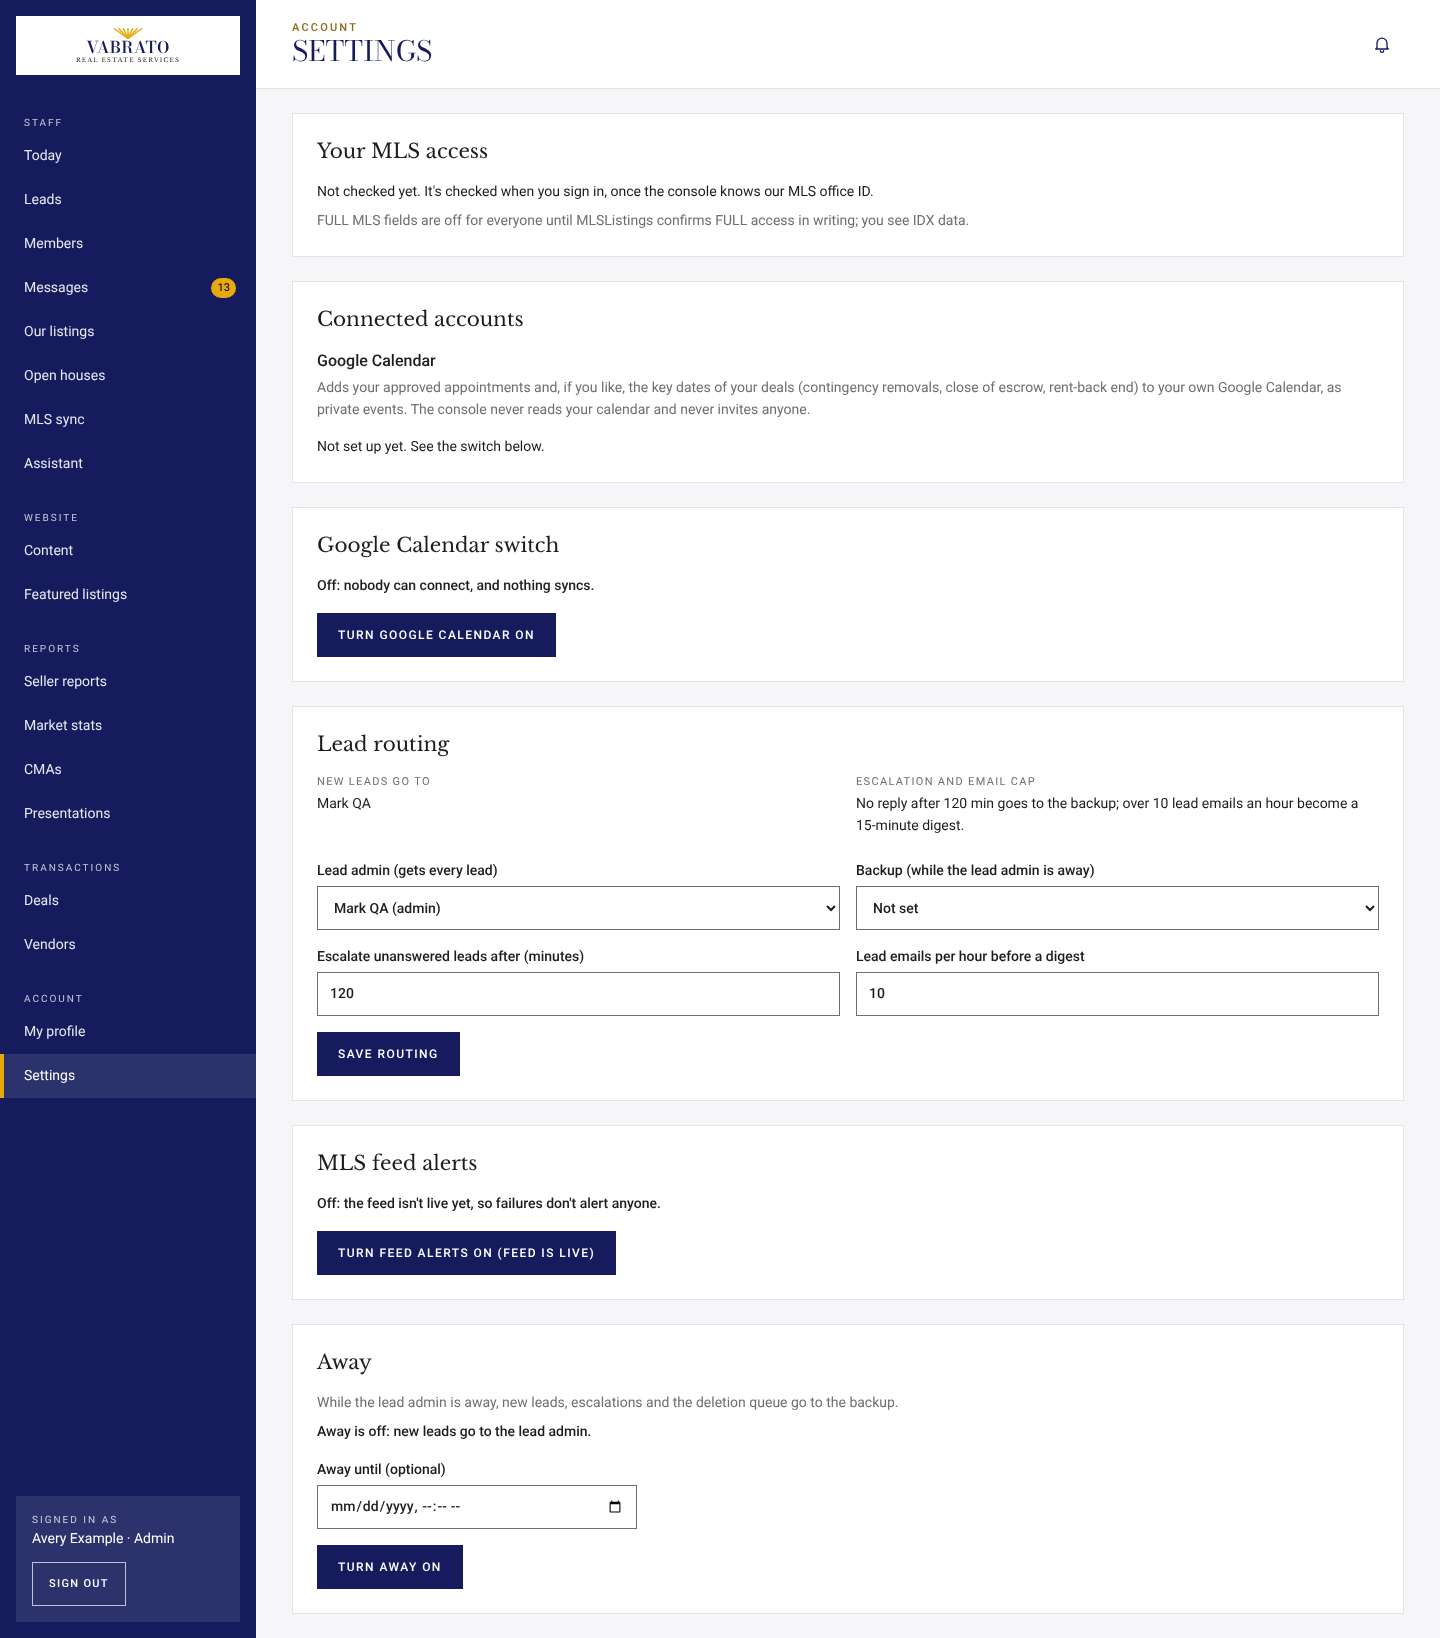 VABRATO
REAL ESTATE SERVICES
STAFF
Today
Leads
Members
Messages
13
Our listings
Open houses
MLS sync
Assistant
WEBSITE
Content
Featured listings
REPORTS
Seller reports
Market stats
CMAs
Presentations
TRANSACTIONS
Deals
Vendors
ACCOUNT
My profile
Settings
SIGNED IN AS
Avery Example · Admin
SIGN OUT
ACCOUNT
SETTINGS
Your MLS access
Not checked yet. It's checked when you sign in, once the console knows our MLS office ID.
FULL MLS fields are off for everyone until MLSListings confirms FULL access in writing; you see IDX data.
Connected accounts
Google Calendar
Adds your approved appointments and, if you like, the key dates of your deals (contingency removals, close of escrow, rent-back end) to your own Google Calendar, as
private events. The console never reads your calendar and never invites anyone.
Not set up yet. See the switch below.
Google Calendar switch
Off: nobody can connect, and nothing syncs.
TURN GOOGLE CALENDAR ON
Lead routing
NEW LEADS GO TO
Mark QA
ESCALATION AND EMAIL CAP
No reply after 120 min goes to the backup; over 10 lead emails an hour become a
15-minute digest.
Lead admin (gets every lead)
Mark QA (admin)
Backup (while the lead admin is away)
Not set
Escalate unanswered leads after (minutes)
120
Lead emails per hour before a digest
10
SAVE ROUTING
MLS feed alerts
Off: the feed isn't live yet, so failures don't alert anyone.
TURN FEED ALERTS ON (FEED IS LIVE)
Away
While the lead admin is away, new leads, escalations and the deletion queue go to the backup.
Away is off: new leads go to the lead admin.
Away until (optional)
mm/dd/yyyy, --:-- --
TURN AWAY ON